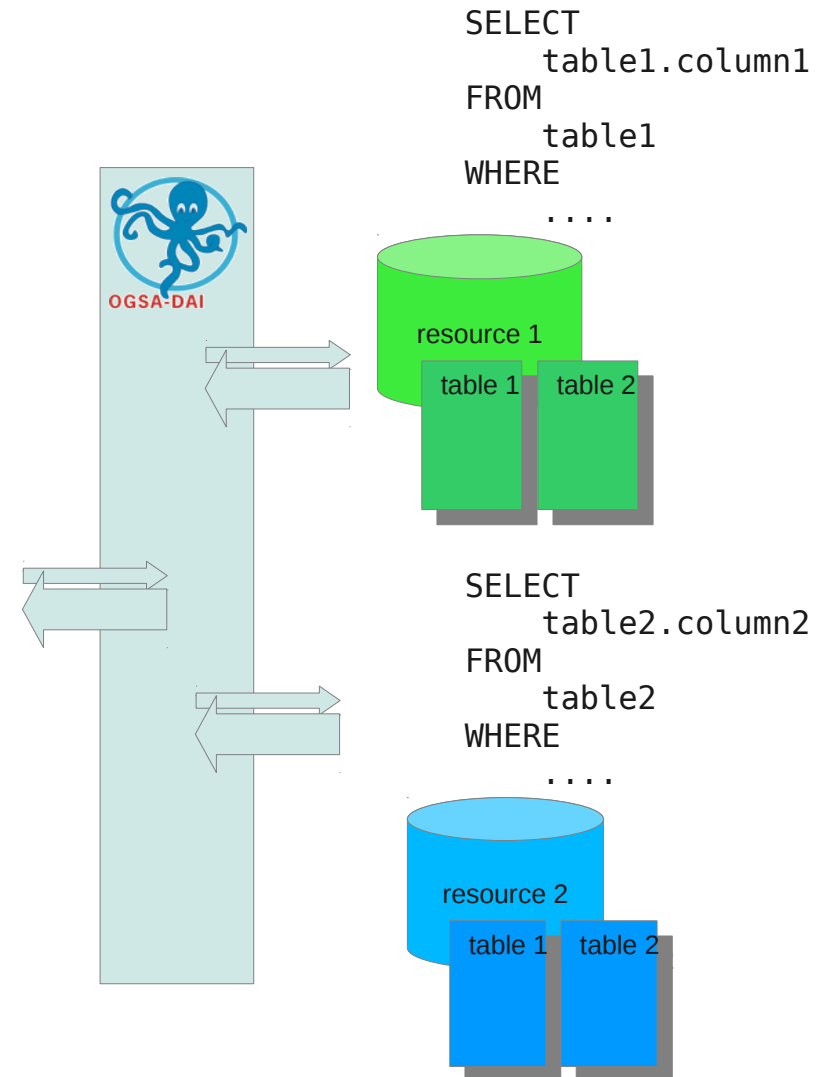 SELECT
    table1.column1
FROM
    table1
WHERE
    ....
OGSA-DAI
resource 1
table 1 table 2
SELECT
    table2.column2
FROM
    table2
WHERE
    ....
resource 2
table 1 table 2